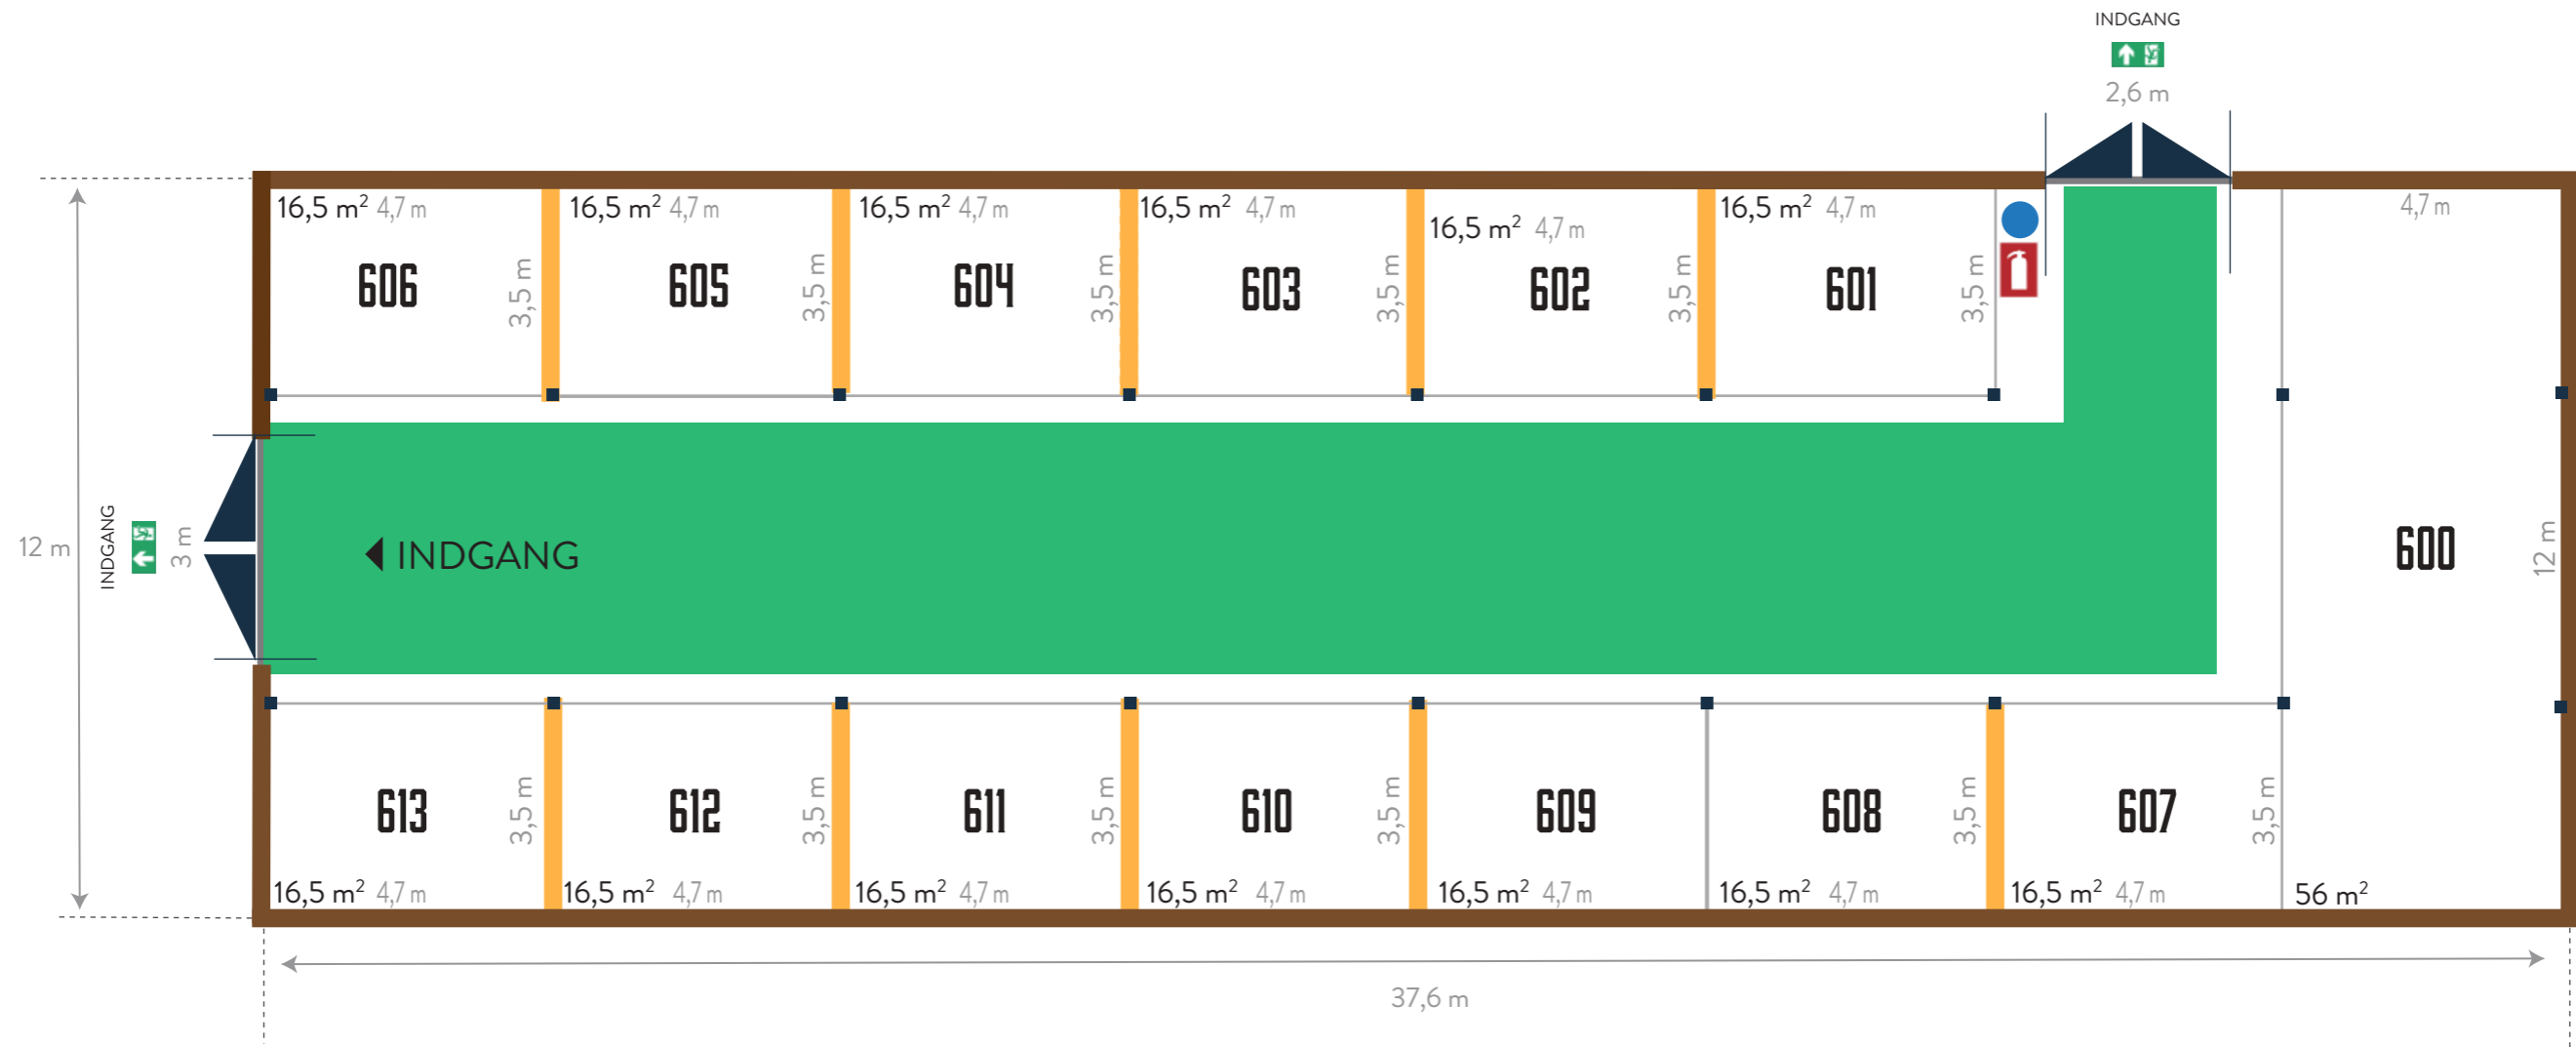 INDGANG
2,6 m
16,5 m² 4,7 m
16,5 m² 4,7 m
16,5 m² 4,7 m
16,5 m² 4,7 m
16,5 m² 4,7 m
16,5 m² 4,7 m
4,7 m
606
3,5 m
605
3,5 m
604
3,5 m
603
3,5 m
602
3,5 m
601
3,5 m
12 m
INDGANG
3 m
INDGANG
600
12 m
613
3,5 m
612
3,5 m
611
3,5 m
610
3,5 m
609
608
3,5 m
607
3,5 m
16,5 m² 4,7 m
16,5 m² 4,7 m
16,5 m² 4,7 m
16,5 m² 4,7 m
16,5 m² 4,7 m
16,5 m² 4,7 m
16,5 m² 4,7 m
56 m²
37,6 m